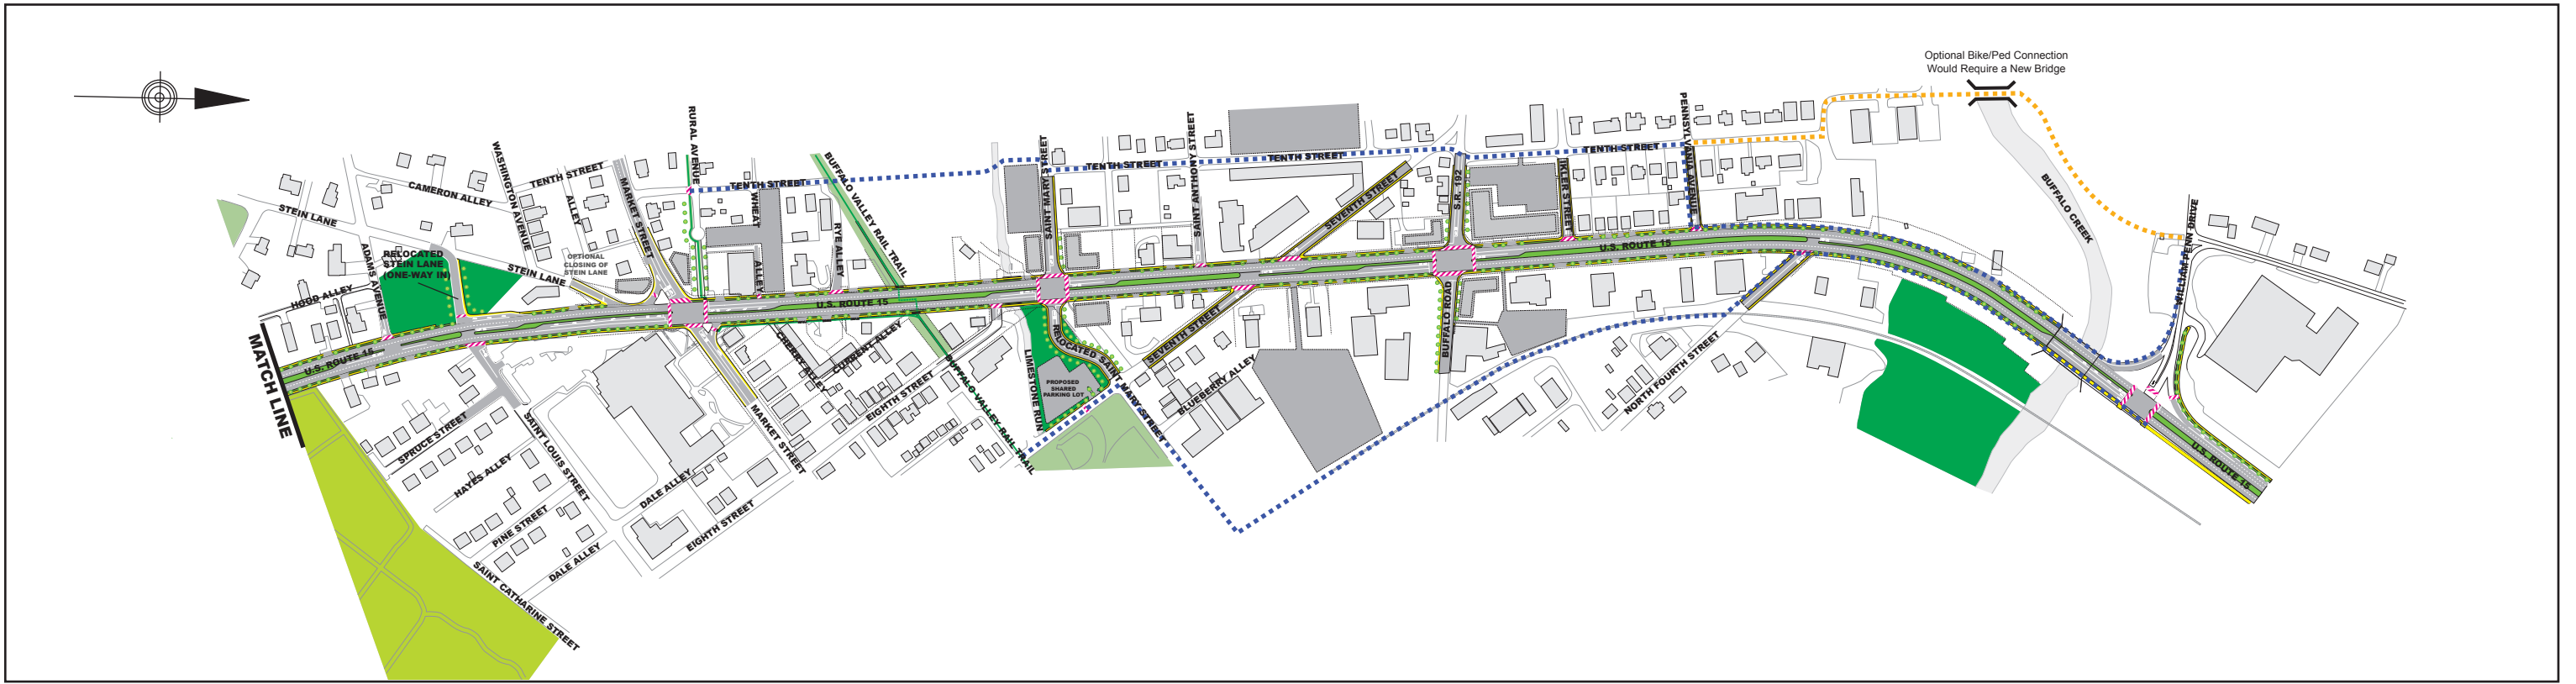 Optional Bike/Ped Connection
Would Require a New Bridge
RURAL AVENUE
PENNSYLVANIA AVENUE
SAINT ANTHONY STREET
SAINT MARY STREET
WASHINGTON AVENUE
TENTH STREET
TENTH STREET
TENTH STREET
TENTH STREET
TENTH STREET
CAMERON ALLEY
ALLEY
MARKET STREET
WHEAT
ALLEY
BUFFALO VALLEY RAIL TRAIL
RYE ALLEY
SEVENTH STREET
S.R. 192
IKLER STREET
BUFFALO CREEK
WILLIAM PENN DRIVE
STEIN LANE
ADAMS AVENUE
RELOCATED
STEIN LANE
(ONE-WAY IN)
STEIN LANE
OPTIONAL
CLOSING OF
STEIN LANE
HOOD ALLEY
MATCH LINE
U.S. ROUTE 15
U.S. ROUTE 15
U.S. ROUTE 15
U.S. ROUTE 15
CHERRY ALLEY
CURRENT ALLEY
EIGHTH STREET
BUFFALO VALLEY RAIL TRAIL
LIMESTONE RUN
RELOCATED SAINT MARY STREET
PROPOSED
SHARED
PARKING LOT
SEVENTH STREET
BLUEBERRY ALLEY
BUFFALO ROAD
NORTH FOURTH STREET
MARKET STREET
SPRUCE STREET
SAINT LOUIS STREET
HAYES ALLEY
DALE ALLEY
PINE STREET
EIGHTH STREET
DALE ALLEY
SAINT CATHARINE STREET